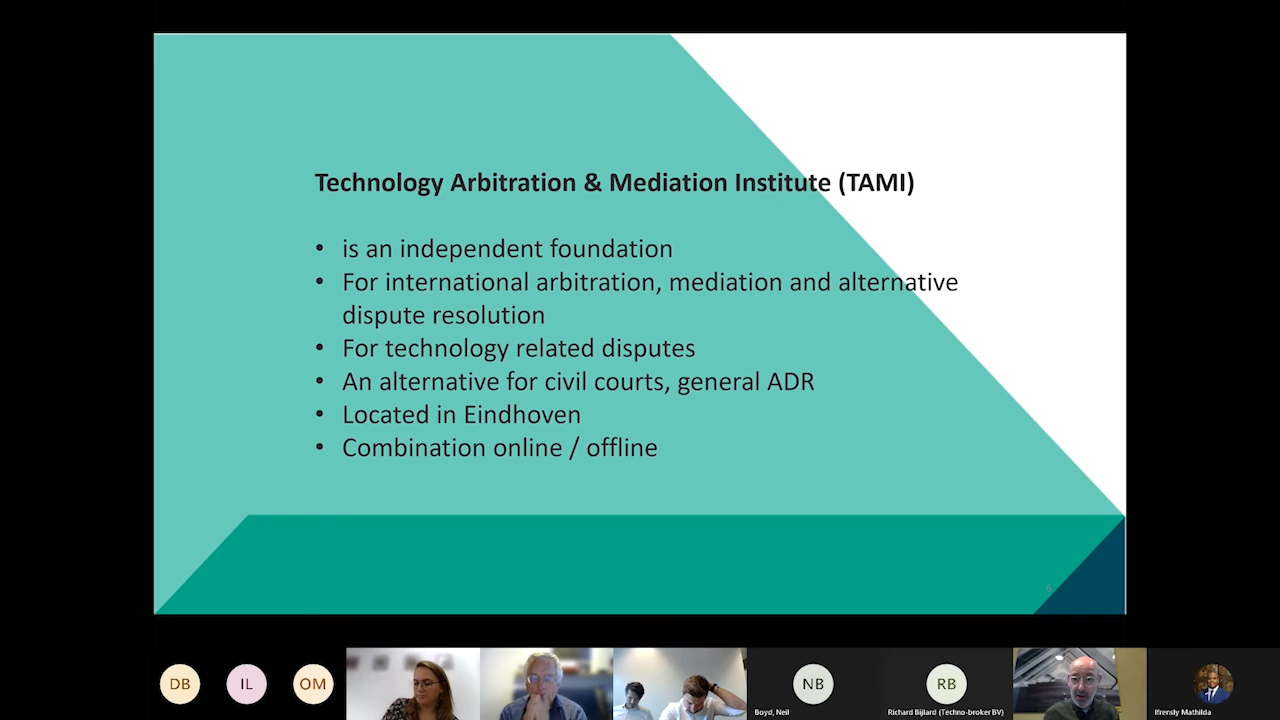 Technology Arbitration & Mediation Institute (TAMI)
• is an independent foundation
• For international arbitration, mediation and alternative
dispute resolution
• For technology related disputes
• An alternative for civil courts, general ADR
• Located in Eindhoven
• Combination online / offline
6
DB
IL
OM
NB
Boyd, Neil
RB
Richard Bijlard (Techno-broker BV)
Ifrensly Mathilda